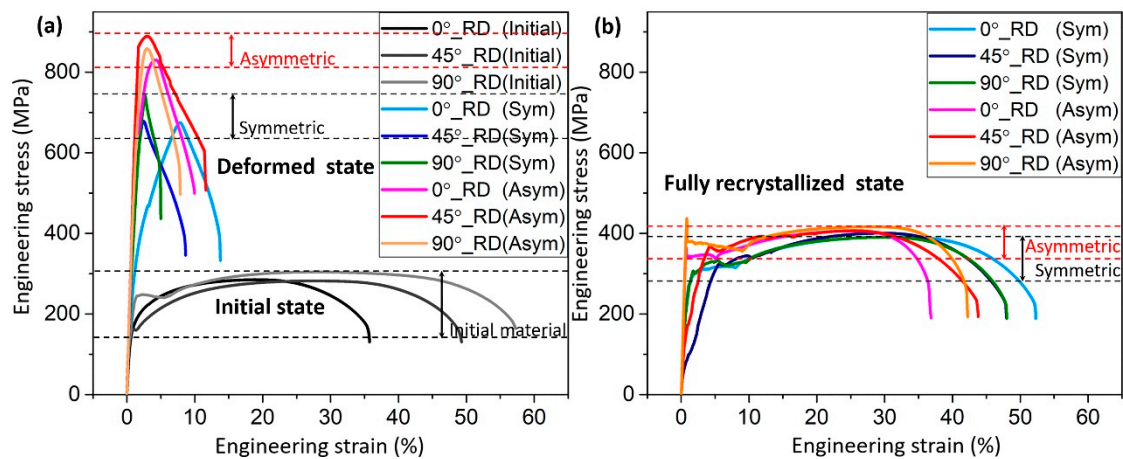 (a)
0°_RD (Initial)
45°_RD(Initial)
90°_RD(Initial)
0°_RD (Sym)
45°_RD(Sym)
90°_RD(Sym)
0°_RD (Asym)
45°_RD(Asym)
90°_RD(Asym)
Asymmetric
Symmetric
Deformed state
Initial state
Initial material
Engineering stress (MPa)
800
600
400
200
0
0 10 20 30 40 50 60
Engineering strain (%)
(b)
0°_RD (Sym)
45°_RD (Sym)
90°_RD (Sym)
0°_RD (Asym)
45°_RD (Asym)
90°_RD (Asym)
Fully recrystallized state
Asymmetric
Symmetric
Engineering stress (MPa)
800
600
400
200
0
0 10 20 30 40 50 60
Engineering strain (%)